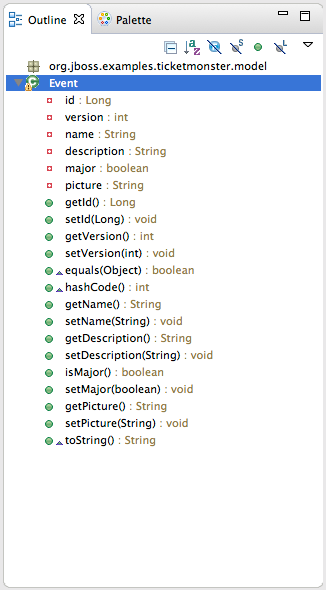 Outline Palette
org.jboss.examples.ticketmonster.model
Event
id : Long
version : int
name : String
description : String
major : boolean
picture : String
getId() : Long
setId(Long) : void
getVersion() : int
setVersion(int) : void
equals(Object) : boolean
hashCode() : int
getName() : String
setName(String) : void
getDescription() : String
setDescription(String) : void
isMajor() : boolean
setMajor(boolean) : void
getPicture() : String
setPicture(String) : void
toString() : String